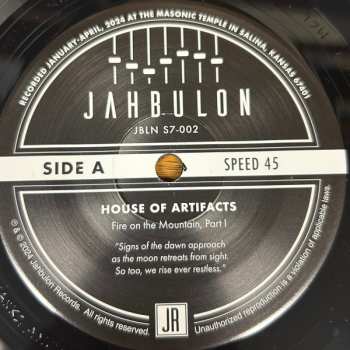 RECORDED JANUARY-APRIL, 2024 AT THE MASONIC TEMPLE IN SALINA, KANSAS 67401
JAHBULON
JBLN S7-002
SIDE A
SPEED 45
HOUSE OF ARTIFACTS
Fire on the Mountain, Part I
"Signs of the dawn approach
as the moon retreats from sight.
So too, we rise ever restless."
JR
℗ & © 2024 Jahbulon Records. All rights reserved.
Unauthorized reproduction is a violation of applicable laws.